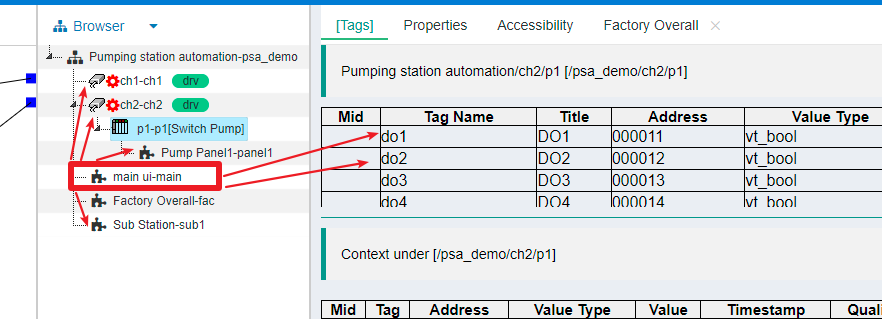 Browser
[Tags] Properties Accessibility Factory Overall
Pumping station automation-psa_demo
ch1-ch1 drv
ch2-ch2 drv
p1-p1[Switch Pump]
Pump Panel1-panel1
main ui-main
Factory Overall-fac
Sub Station-sub1
Pumping station automation/ch2/p1 [/psa_demo/ch2/p1]
Mid Tag Name Title Address Value Type
do1 DO1 000011 vt_bool
do2 DO2 000012 vt_bool
do3 DO3 000013 vt_bool
do4 DO4 000014 vt_bool
Context under [/psa_demo/ch2/p1]
Mid Tag Address Value Type Value Timestamp Quali